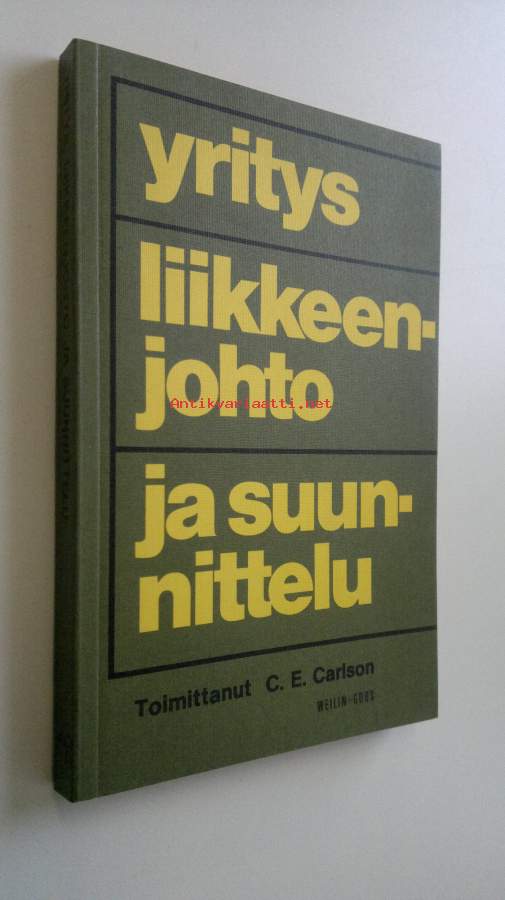 yritys
liikkeen-
johto
Antikvariaatti.net
ja suun-
nittelu
Toimittanut C. E. Carlson
WEILIN+GÖÖS